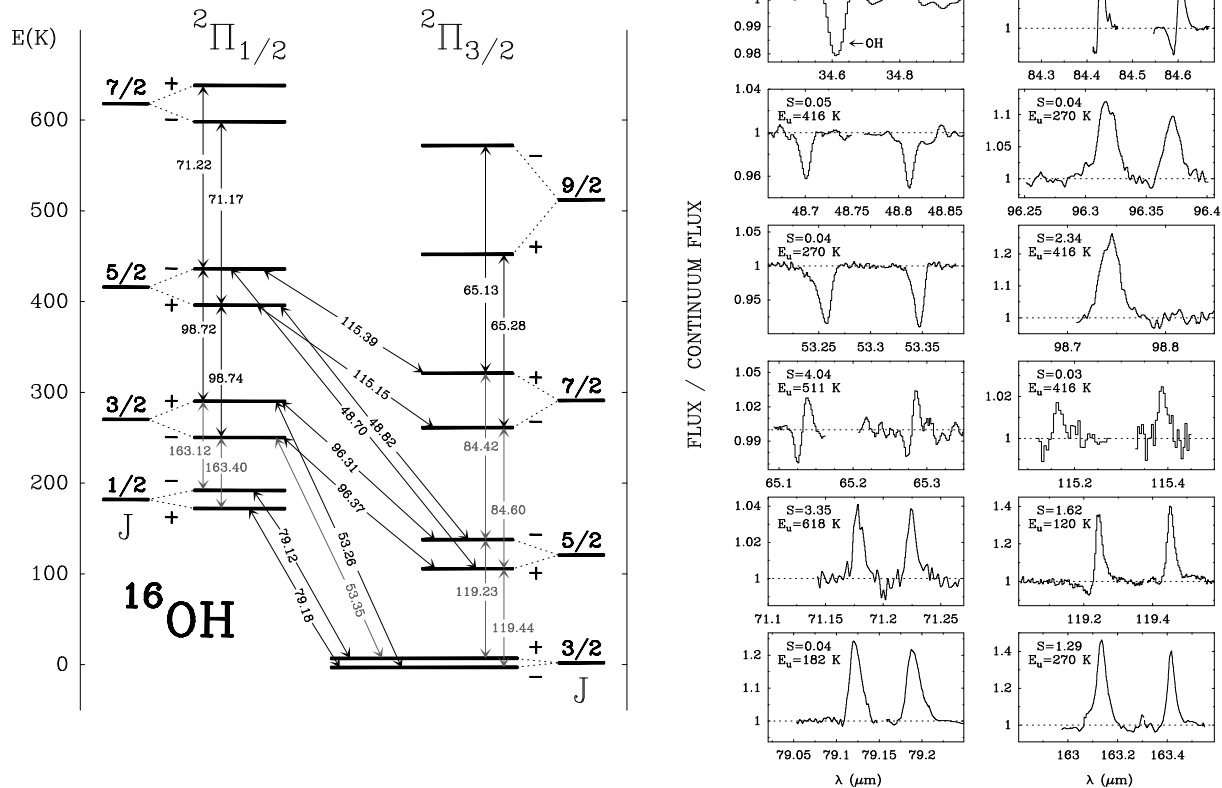 E(K)
²Π₁/₂
²Π₃/₂
600
500
400
300
200
100
0
7/2
+
−
5/2
−
+
3/2
+
−
1/2
−
+
J
71.22
71.17
98.72
98.74
163.12
163.40
115.39
115.15
48.70
48.82
96.31
96.37
53.26
53.35
79.12
79.18
65.13
65.28
84.42
84.60
119.23
119.44
−
9/2
+
+
7/2
−
−
5/2
+
+
3/2
−
J
¹⁶OH
FLUX / CONTINUUM FLUX
1
0.99
0.98
←OH
34.6 34.8
1
84.3 84.4 84.5 84.6
1.04
1
0.96
S=0.05
Eᵤ=416 K
48.7 48.75 48.8 48.85
1.1
1.05
1
S=0.04
Eᵤ=270 K
96.25 96.3 96.35 96.4
1.05
1
0.95
S=0.04
Eᵤ=270 K
53.25 53.3 53.35
1.2
1.1
1
S=2.34
Eᵤ=416 K
98.7 98.8
1.05
1.02
0.99
S=4.04
Eᵤ=511 K
65.1 65.2 65.3
1.02
1
S=0.03
Eᵤ=416 K
115.2 115.4
1.04
1.02
1
S=3.35
Eᵤ=618 K
71.1 71.15 71.2 71.25
1.4
1.2
1
S=1.62
Eᵤ=120 K
119.2 119.4
1.2
1.1
1
S=0.04
Eᵤ=182 K
79.05 79.1 79.15 79.2
λ (μm)
1.4
1.2
1
S=1.29
Eᵤ=270 K
163 163.2 163.4
λ (μm)